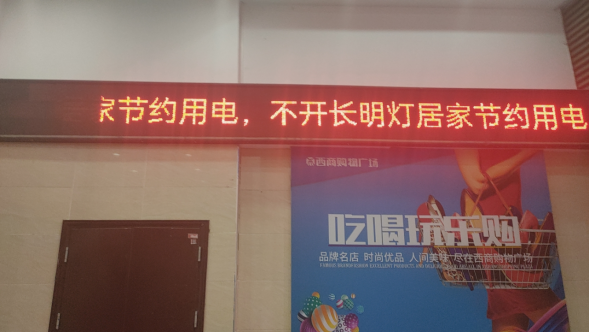 家节约用电，不开长明灯居家节约用电
西商购物广场
吃喝玩乐购
品牌名店 时尚优品 人间美味 尽在西商购物广场